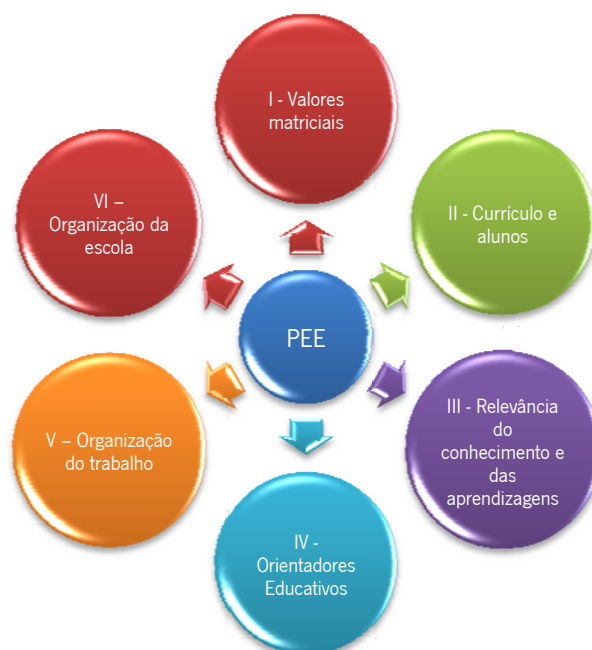 I - Valores
matriciais
II - Currículo e
alunos
III - Relevância
do
conhecimento e
das
aprendizagens
IV -
Orientadores
Educativos
V – Organização
do trabalho
VI –
Organização da
escola
PEE